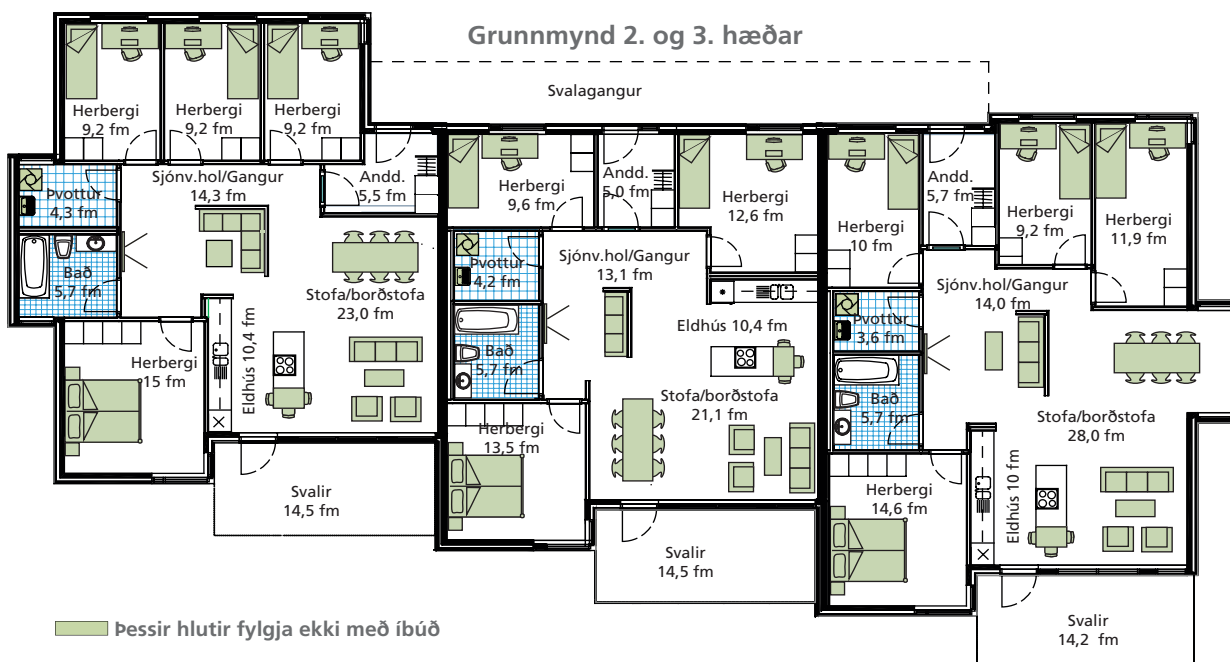 Grunnmynd 2. og 3. hæðar
Svalagangur
Herbergi
9,2 fm
Herbergi
9,2 fm
Herbergi
9,2 fm
Þvottur
4,3 fm
Sjónv.hol/Gangur
14,3 fm
Andd.
5,5 fm
Bað
5,7 fm
Stofa/borðstofa
23,0 fm
Eldhús 10,4 fm
Herbergi
15 fm
Svalir
14,5 fm
Herbergi
9,6 fm
Andd.
5,0 fm
Herbergi
12,6 fm
Þvottur
4,2 fm
Sjónv.hol/Gangur
13,1 fm
Bað
5,7 fm
Eldhús 10,4 fm
Stofa/borðstofa
21,1 fm
Herbergi
13,5 fm
Svalir
14,5 fm
Herbergi
10 fm
Andd.
5,7 fm
Herbergi
9,2 fm
Herbergi
11,9 fm
Sjónv.hol/Gangur
14,0 fm
Þvottur
3,6 fm
Bað
5,7 fm
Stofa/borðstofa
28,0 fm
Eldhús 10 fm
Herbergi
14,6 fm
Svalir
14,2 fm
Þessir hlutir fylgja ekki með íbúð